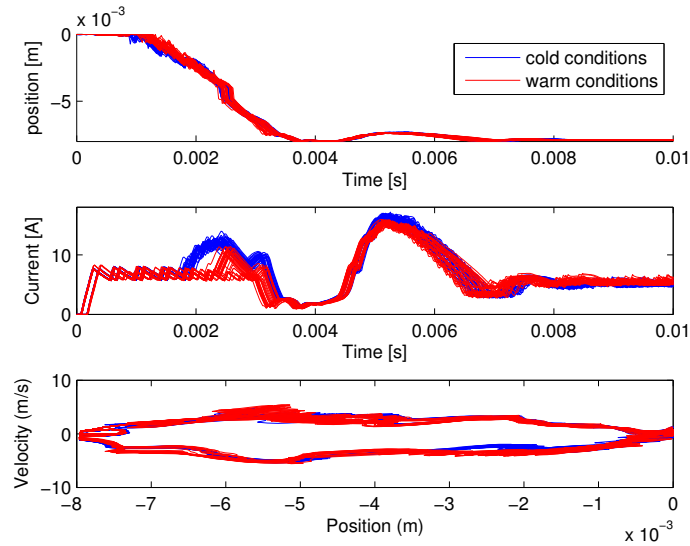 x 10⁻³
0
−5
position [m]
cold conditions
warm conditions
0 0.002 0.004 0.006 0.008 0.01
Time [s]
10
0
Current [A]
0 0.002 0.004 0.006 0.008 0.01
Time [s]
10
0
−10
Velocity (m/s)
−8 −7 −6 −5 −4 −3 −2 −1 0
Position (m)
x 10⁻³